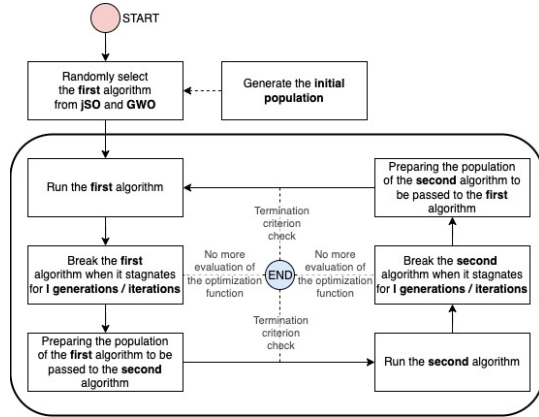 START
Randomly select
the first algorithm
from jSO and GWO
Generate the initial
population
Run the first algorithm
Preparing the population
of the second algorithm to
be passed to the first
algorithm
Termination
criterion
check
Break the first
algorithm when it stagnates
for I generations / iterations
No more
evaluation of
the optimization
function
END
No more
evaluation of
the optimization
function
Break the second
algorithm when it stagnates
for I generations / iterations
Termination
criterion
check
Preparing the population
of the first algorithm to be
passed to the second
algorithm
Run the second algorithm